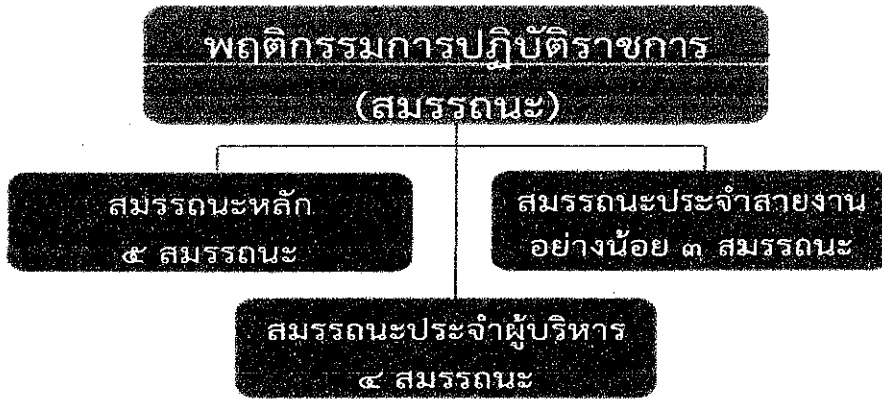 พฤติกรรมการปฏิบัติราชการ
(สมรรถนะ)
สมรรถนะหลัก
๕ สมรรถนะ
สมรรถนะประจำสายงาน
อย่างน้อย ๓ สมรรถนะ
สมรรถนะประจำผู้บริหาร
๔ สมรรถนะ